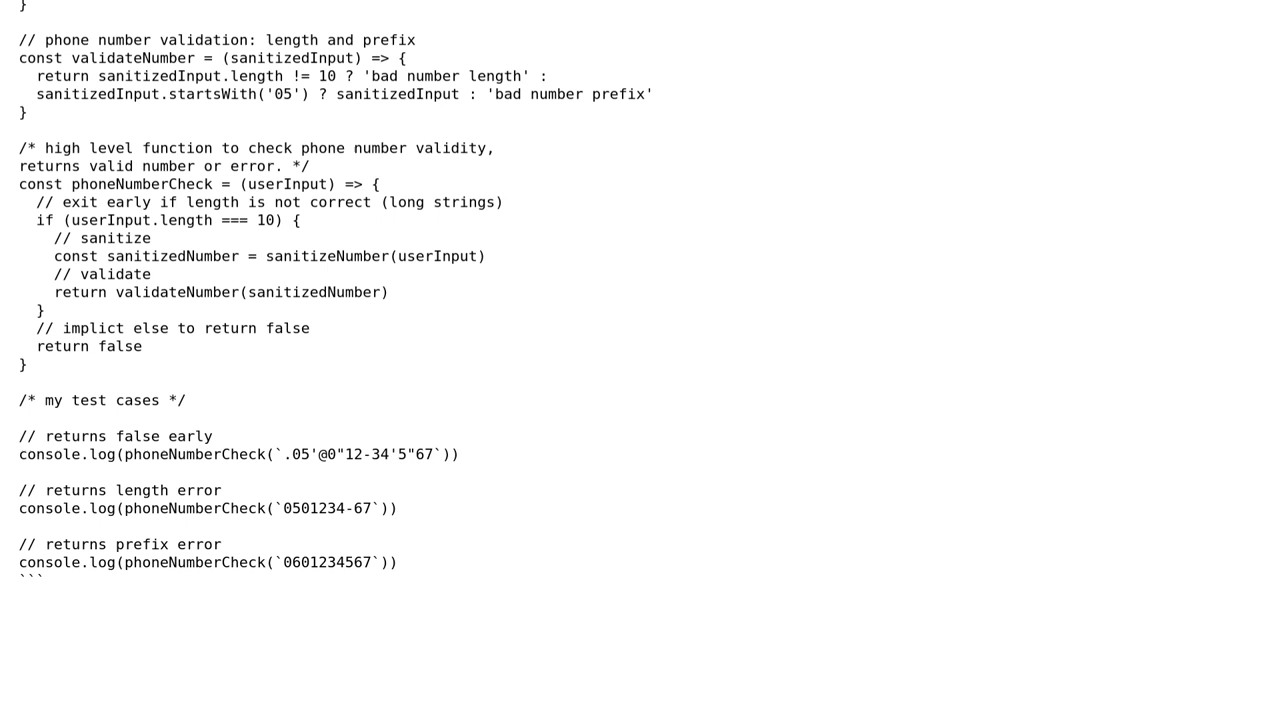 }

// phone number validation: length and prefix
const validateNumber = (sanitizedInput) => {
  return sanitizedInput.length != 10 ? 'bad number length' :
  sanitizedInput.startsWith('05') ? sanitizedInput : 'bad number prefix'
}

/* high level function to check phone number validity,
returns valid number or error. */
const phoneNumberCheck = (userInput) => {
  // exit early if length is not correct (long strings)
  if (userInput.length === 10) {
    // sanitize
    const sanitizedNumber = sanitizeNumber(userInput)
    // validate
    return validateNumber(sanitizedNumber)
  }
  // implict else to return false
  return false
}

/* my test cases */

// returns false early
console.log(phoneNumberCheck(`.05'@0"12-34'5"67`))

// returns length error
console.log(phoneNumberCheck(`0501234-67`))

// returns prefix error
console.log(phoneNumberCheck(`0601234567`))
```